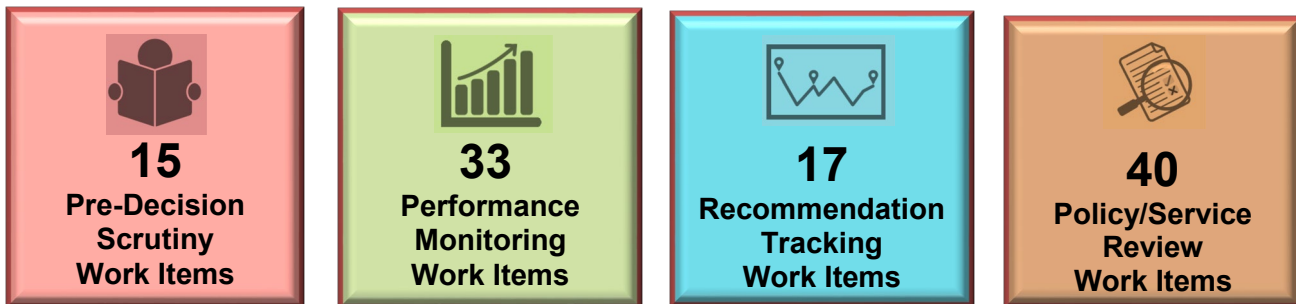 15
Pre-Decision
Scrutiny
Work Items
33
Performance
Monitoring
Work Items
17
Recommendation
Tracking
Work Items
40
Policy/Service
Review
Work Items